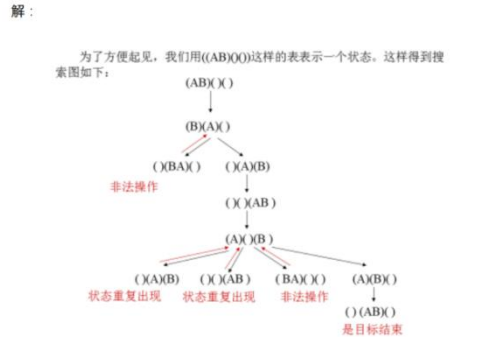 解：
为了方便起见，我们用((AB)()())这样的表表示一个状态。这样得到搜
索图如下：
(AB)( )( )
(B)(A)( )
( )(BA)( ) ( )(A)(B)
非法操作
( )( )(AB )
(A)( )(B )
( )(A)(B) ( )( )(AB ) ( BA)( )( ) (A)(B)( )
状态重复出现 状态重复出现 非法操作
( ) (AB)( )
是目标结束